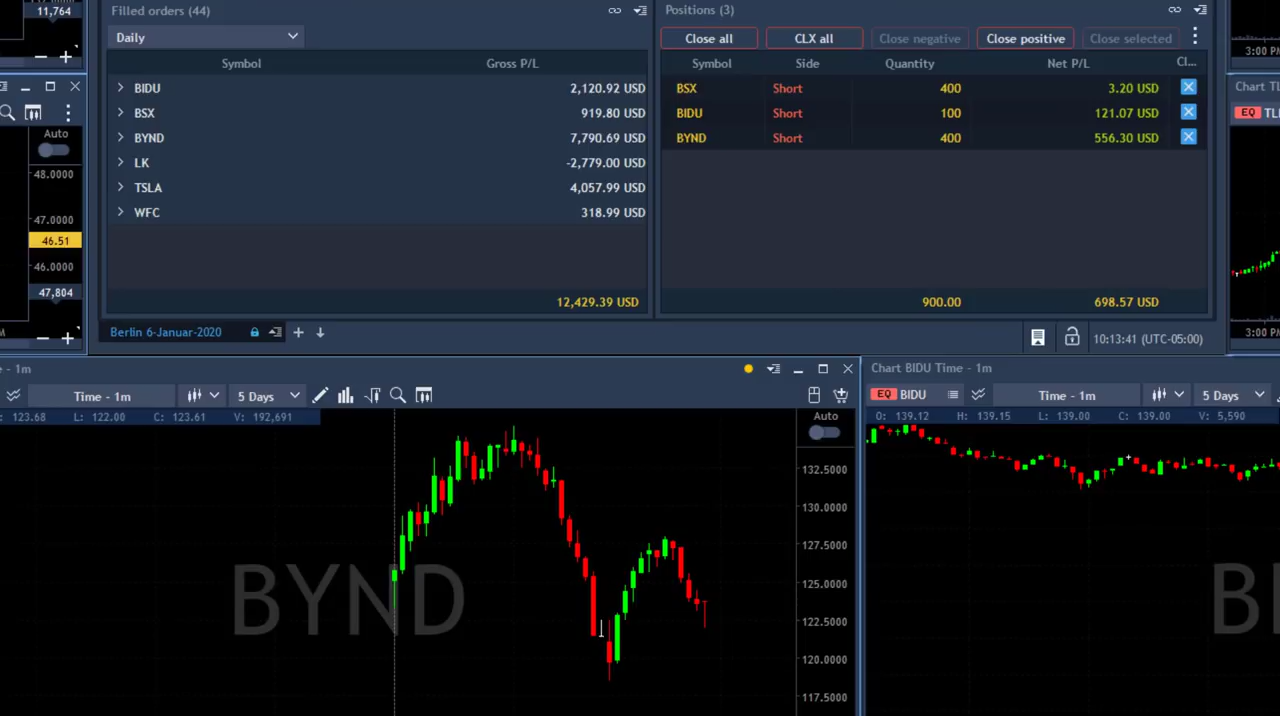 11,764
Filled orders (44)
Daily
Symbol Gross P/L
BIDU 2,120.92 USD
BSX 919.80 USD
BYND 7,790.69 USD
LK -2,779.00 USD
TSLA 4,057.99 USD
WFC 318.99 USD
12,429.39 USD
Positions (3)
Close all CLX all Close negative Close positive Close selected
Symbol Side Quantity Net P/L Cl...
BSX Short 400 3.20 USD
BIDU Short 100 121.07 USD
BYND Short 400 556.30 USD
900.00 698.57 USD
3:00 PM
Chart TL
EQ TL
3:00 PM
Auto
48.0000
47.0000
46.51
46.0000
47,804
M
Berlin 6-Januar-2020
10:13:41 (UTC-05:00)
e - 1m
Time - 1m 5 Days
: 123.68 L: 122.00 C: 123.61 V: 192,691
Auto
132.5000
130.0000
127.5000
125.0000
122.5000
120.0000
117.5000
BYND
Chart BIDU Time - 1m
EQ BIDU Time - 1m 5 Days
O: 139.12 H: 139.15 L: 139.00 C: 139.00 V: 5,590
BI